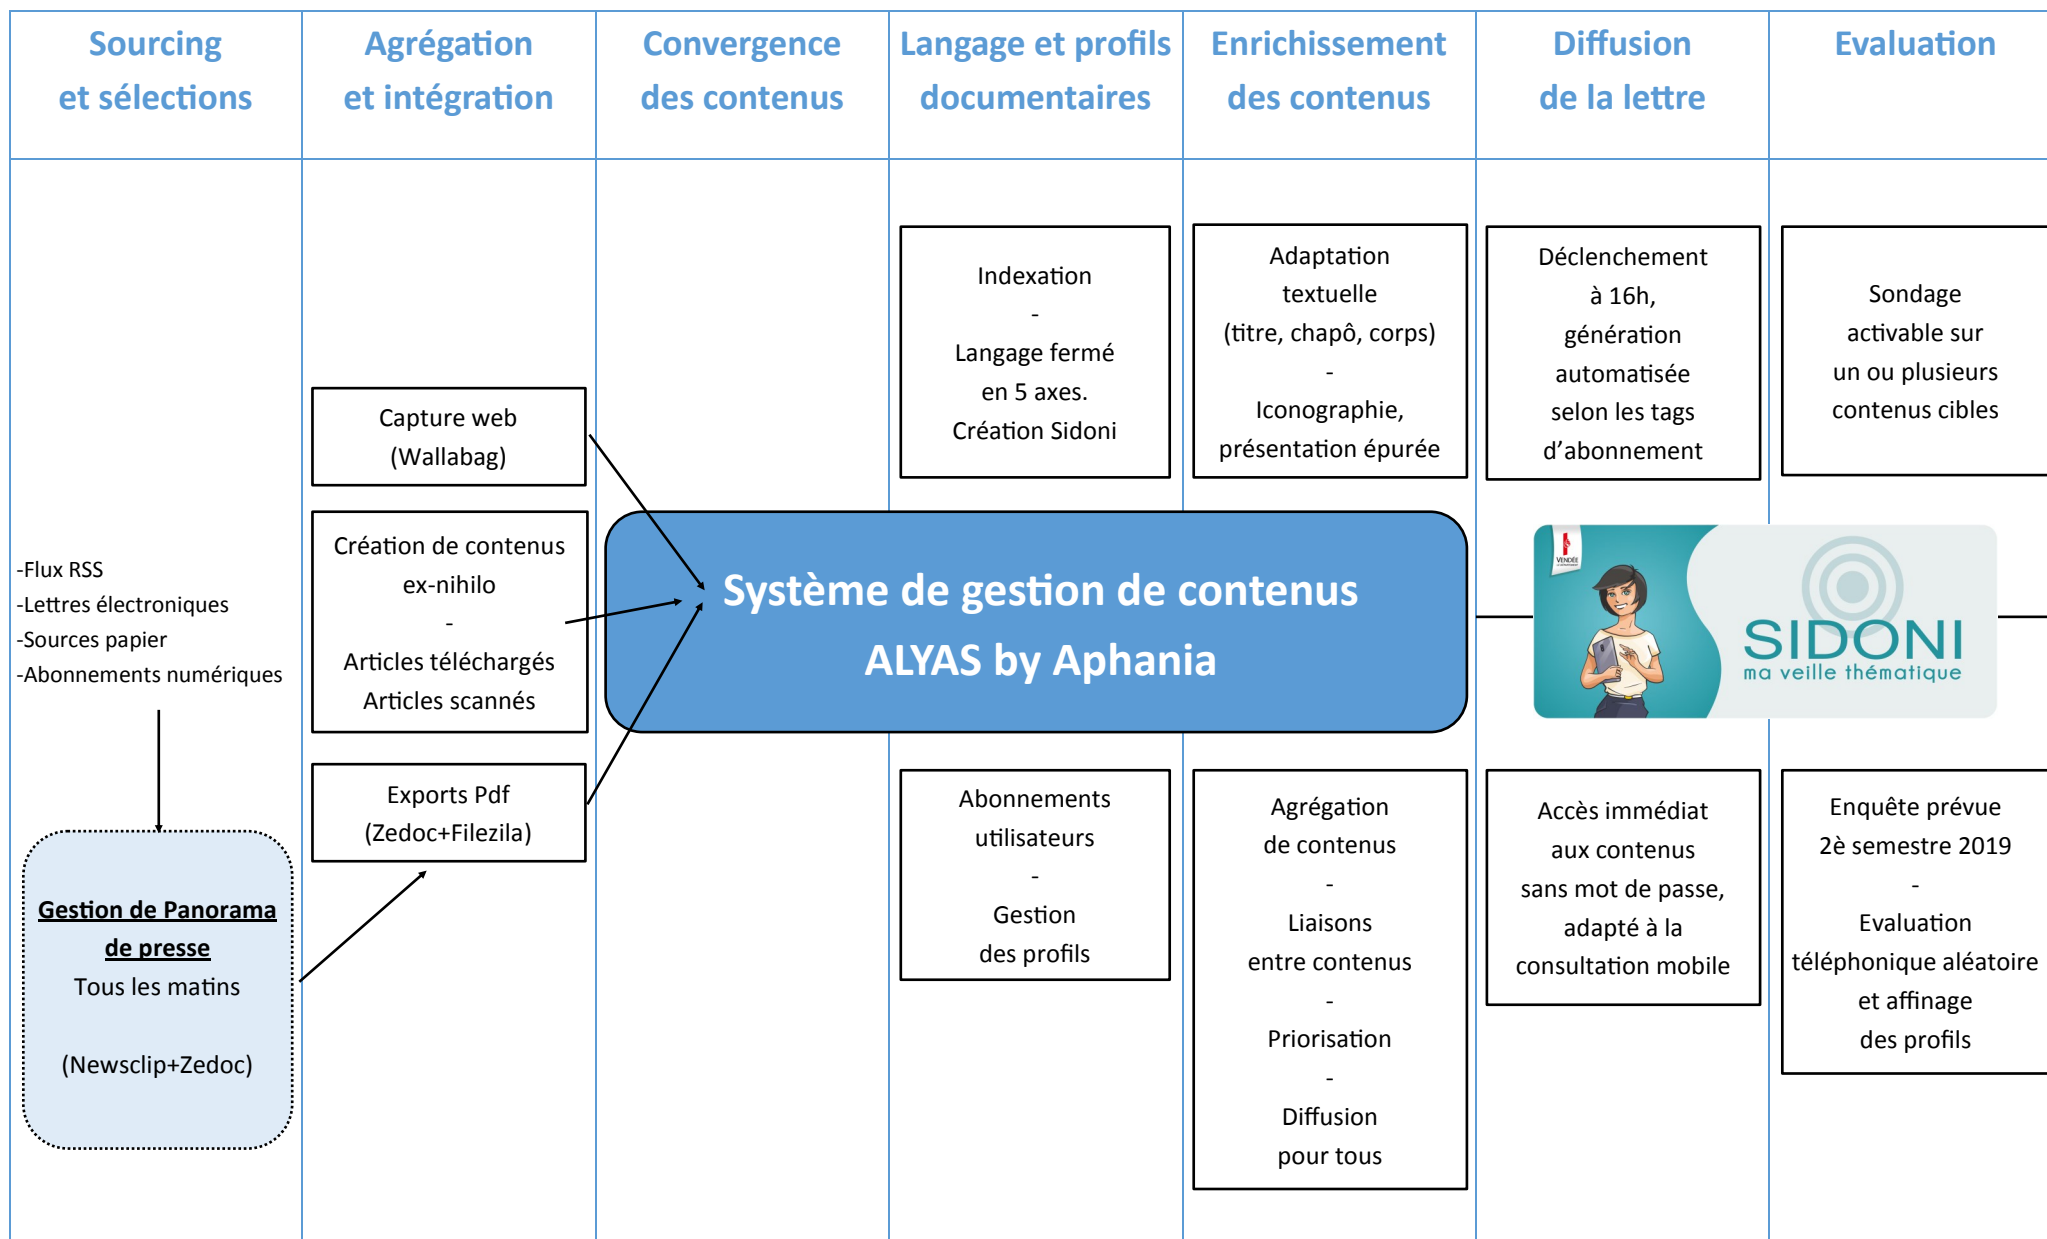 Sourcing
et sélections
Agrégation
et intégration
Convergence
des contenus
Langage et profils
documentaires
Enrichissement
des contenus
Diffusion
de la lettre
Evaluation
-Flux RSS
-Lettres électroniques
-Sources papier
-Abonnements numériques
Gestion de Panorama
de presse
Tous les matins
(Newsclip+Zedoc)
Capture web
(Wallabag)
Création de contenus
ex-nihilo
-
Articles téléchargés
Articles scannés
Exports Pdf
(Zedoc+Filezila)
Système de gestion de contenus
ALYAS by Aphania
Indexation
-
Langage fermé
en 5 axes.
Création Sidoni
Abonnements
utilisateurs
-
Gestion
des profils
Adaptation
textuelle
(titre, chapô, corps)
-
Iconographie,
présentation épurée
Agrégation
de contenus
-
Liaisons
entre contenus
-
Priorisation
-
Diffusion
pour tous
Déclenchement
à 16h,
génération
automatisée
selon les tags
d’abonnement
VENDÉE
SIDONI
ma veille thématique
Accès immédiat
aux contenus
sans mot de passe,
adapté à la
consultation mobile
Sondage
activable sur
un ou plusieurs
contenus cibles
Enquête prévue
2è semestre 2019
-
Evaluation
téléphonique aléatoire
et affinage
des profils